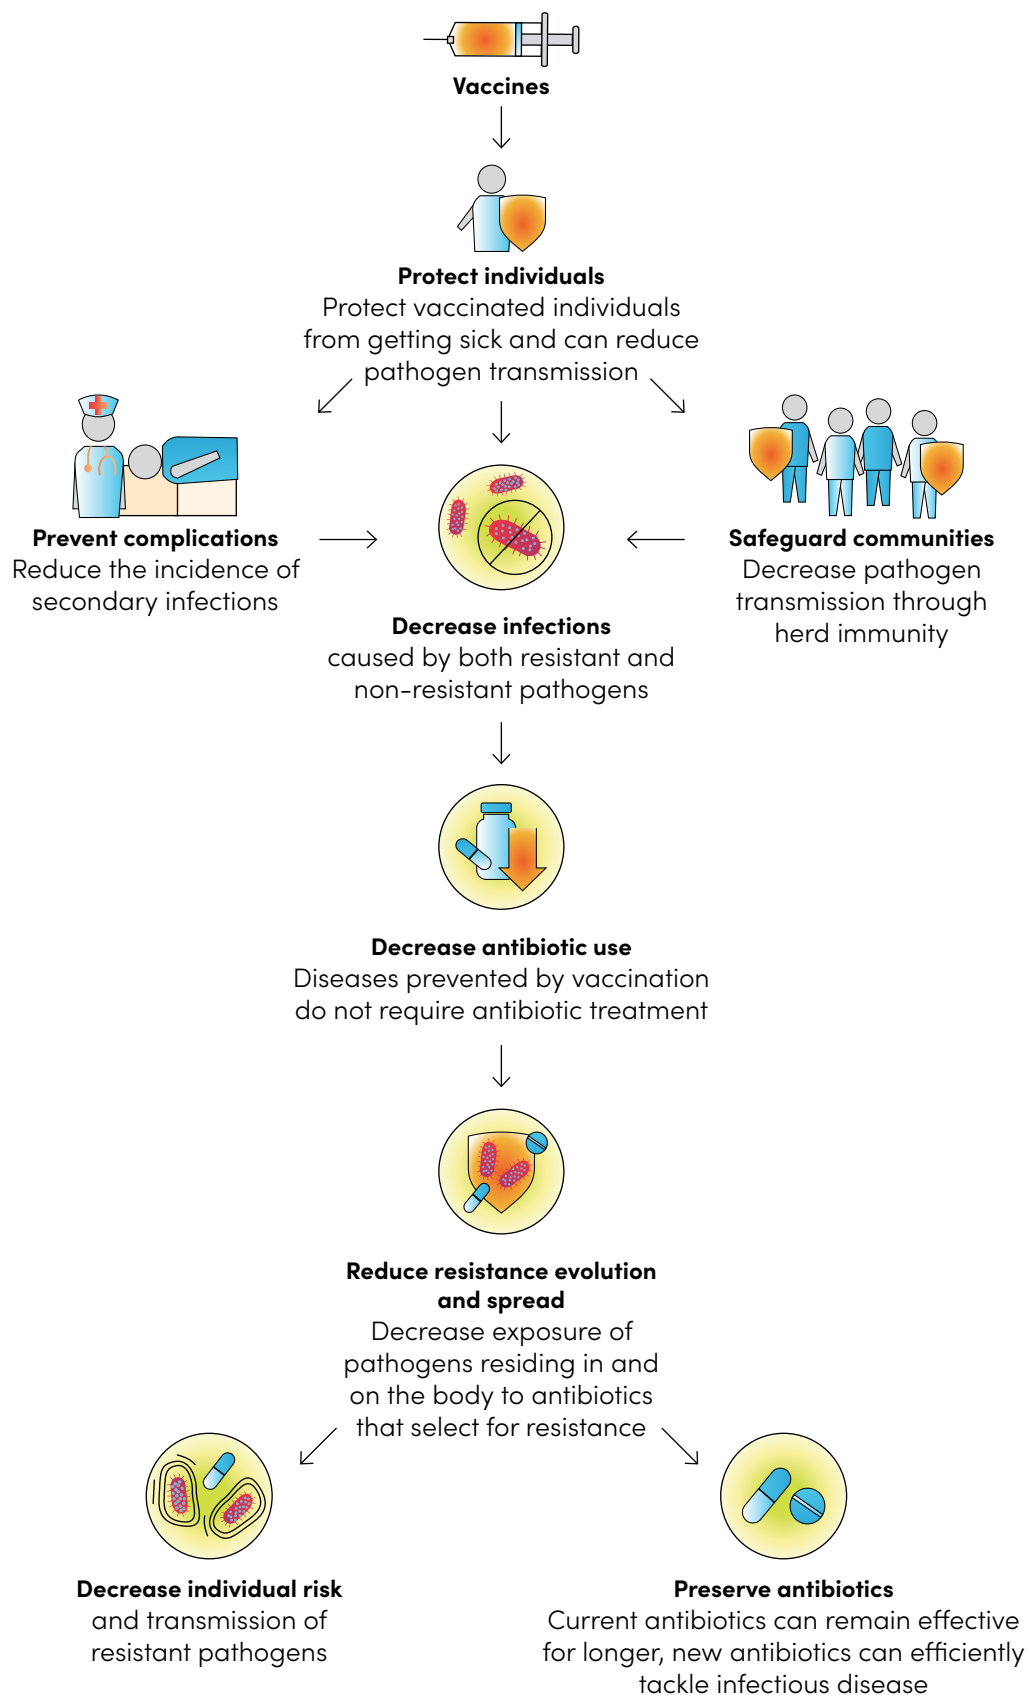 Vaccines
Protect individuals
Protect vaccinated individuals
from getting sick and can reduce
pathogen transmission
Prevent complications
Reduce the incidence of
secondary infections
Safeguard communities
Decrease pathogen
transmission through
herd immunity
Decrease infections
caused by both resistant and
non-resistant pathogens
Decrease antibiotic use
Diseases prevented by vaccination
do not require antibiotic treatment
Reduce resistance evolution
and spread
Decrease exposure of
pathogens residing in and
on the body to antibiotics
that select for resistance
Decrease individual risk
and transmission of
resistant pathogens
Preserve antibiotics
Current antibiotics can remain effective
for longer, new antibiotics can efficiently
tackle infectious disease